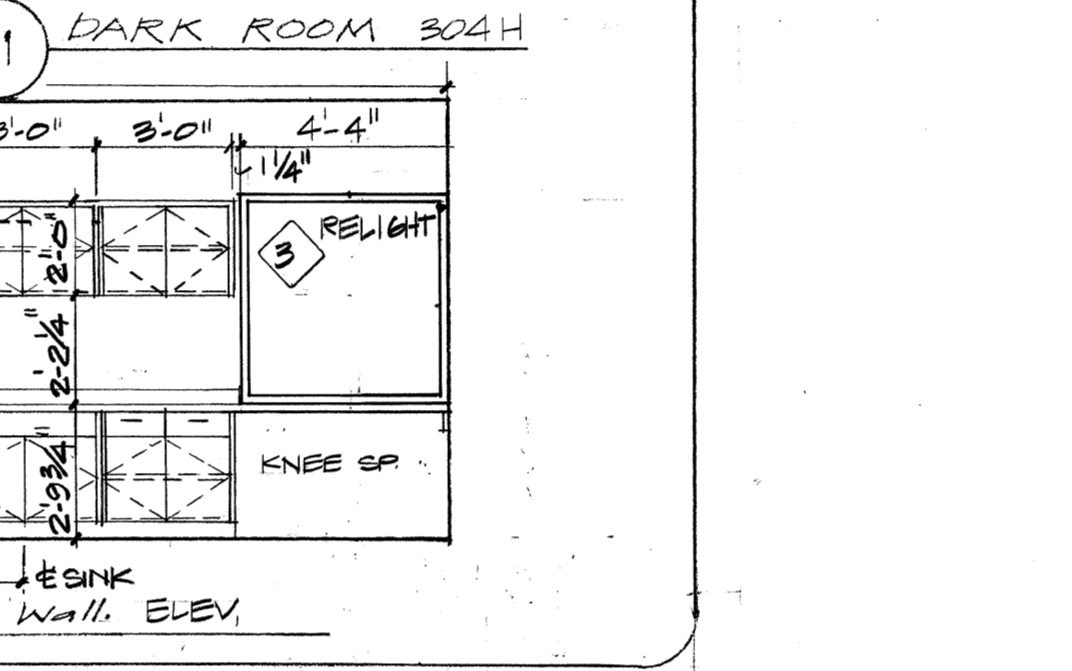 1
DARK ROOM 304H
3'-0" 3'-0" 4'-4"
1 1/4"
RELIGHT
3
2'-0"
2'-2 1/4"
2'-9 3/4"
KNEE SP.
℄ SINK
Wall. ELEV,